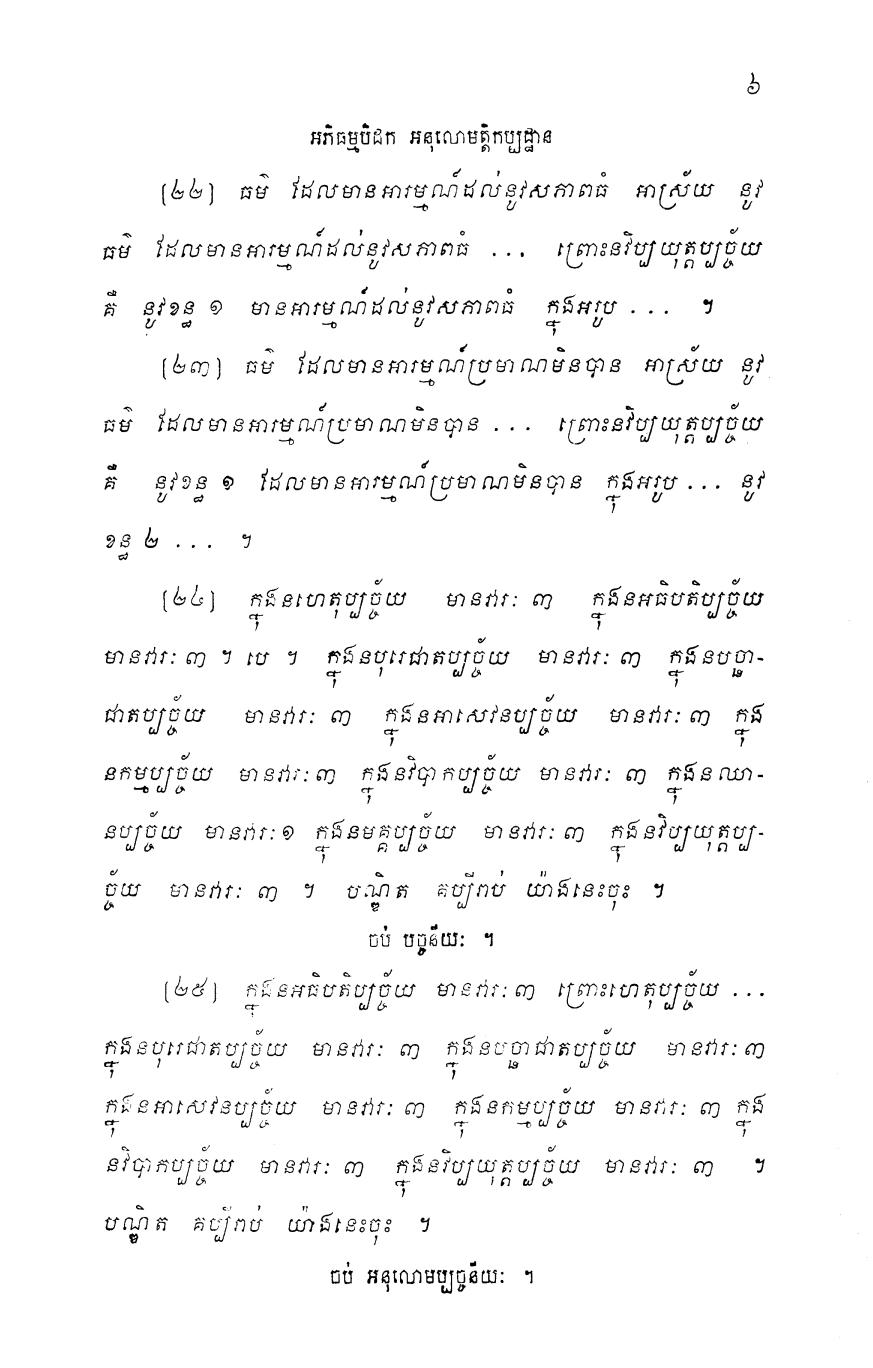 ៦
អភិធម្មបិដក អនុលោមត្តិកប្បដ្ឋាន
[២២] ធម៌ ដែលមានអារម្មណ៍ដល់នូវសភាពធំ អាស្រ័យ នូវ
ធម៌ ដែលមានអារម្មណ៍ដល់នូវសភាពធំ ... ព្រោះនវិប្បយុត្តប្បច្ច័យ
គឺ នូវខន្ធ ១ មានអារម្មណ៍ដល់នូវសភាពធំ ក្នុងអរូប ... ។
[២៣] ធម៌ ដែលមានអារម្មណ៍ប្រមាណមិនបាន អាស្រ័យ នូវ
ធម៌ ដែលមានអារម្មណ៍ប្រមាណមិនបាន ... ព្រោះនវិប្បយុត្តប្បច្ច័យ
គឺ នូវខន្ធ ១ ដែលមានអារម្មណ៍ប្រមាណមិនបាន ក្នុងអរូប ... នូវ
ខន្ធ ២ ... ។
[២៤] ក្នុងនហេតុប្បច្ច័យ មានវារៈ ៣ ក្នុងនអធិបតិប្បច្ច័យ
មានវារៈ ៣ ។ បេ ។ ក្នុងនបុរេជាតប្បច្ច័យ មានវារៈ ៣ ក្នុងនបច្ឆា-
ជាតប្បច្ច័យ មានវារៈ ៣ ក្នុងនអាសេវនប្បច្ច័យ មានវារៈ ៣ ក្នុង
នកម្មប្បច្ច័យ មានវារៈ ៣ ក្នុងនវិបាកប្បច្ច័យ មានវារៈ ៣ ក្នុងនឈា-
នប្បច្ច័យ មានវារៈ ១ ក្នុងនមគ្គប្បច្ច័យ មានវារៈ ៣ ក្នុងនវិប្បយុត្តប្ប-
ច្ច័យ មានវារៈ ៣ ។ បណ្ឌិត គប្បីរាប់ យ៉ាងនេះចុះ ។
ចប់ បច្ចនីយៈ ។
[២៥] ក្នុងនអធិបតិប្បច្ច័យ មានវារៈ ៣ ព្រោះហេតុប្បច្ច័យ ...
ក្នុងនបុរេជាតប្បច្ច័យ មានវារៈ ៣ ក្នុងនបច្ឆាជាតប្បច្ច័យ មានវារៈ ៣
ក្នុងនអាសេវនប្បច្ច័យ មានវារៈ ៣ ក្នុងនកម្មប្បច្ច័យ មានវារៈ ៣ ក្នុង
នវិបាកប្បច្ច័យ មានវារៈ ៣ ក្នុងនវិប្បយុត្តប្បច្ច័យ មានវារៈ ៣ ។
បណ្ឌិត គប្បីរាប់ យ៉ាងនេះចុះ ។
ចប់ អនុលោមប្បច្ចនីយៈ ។